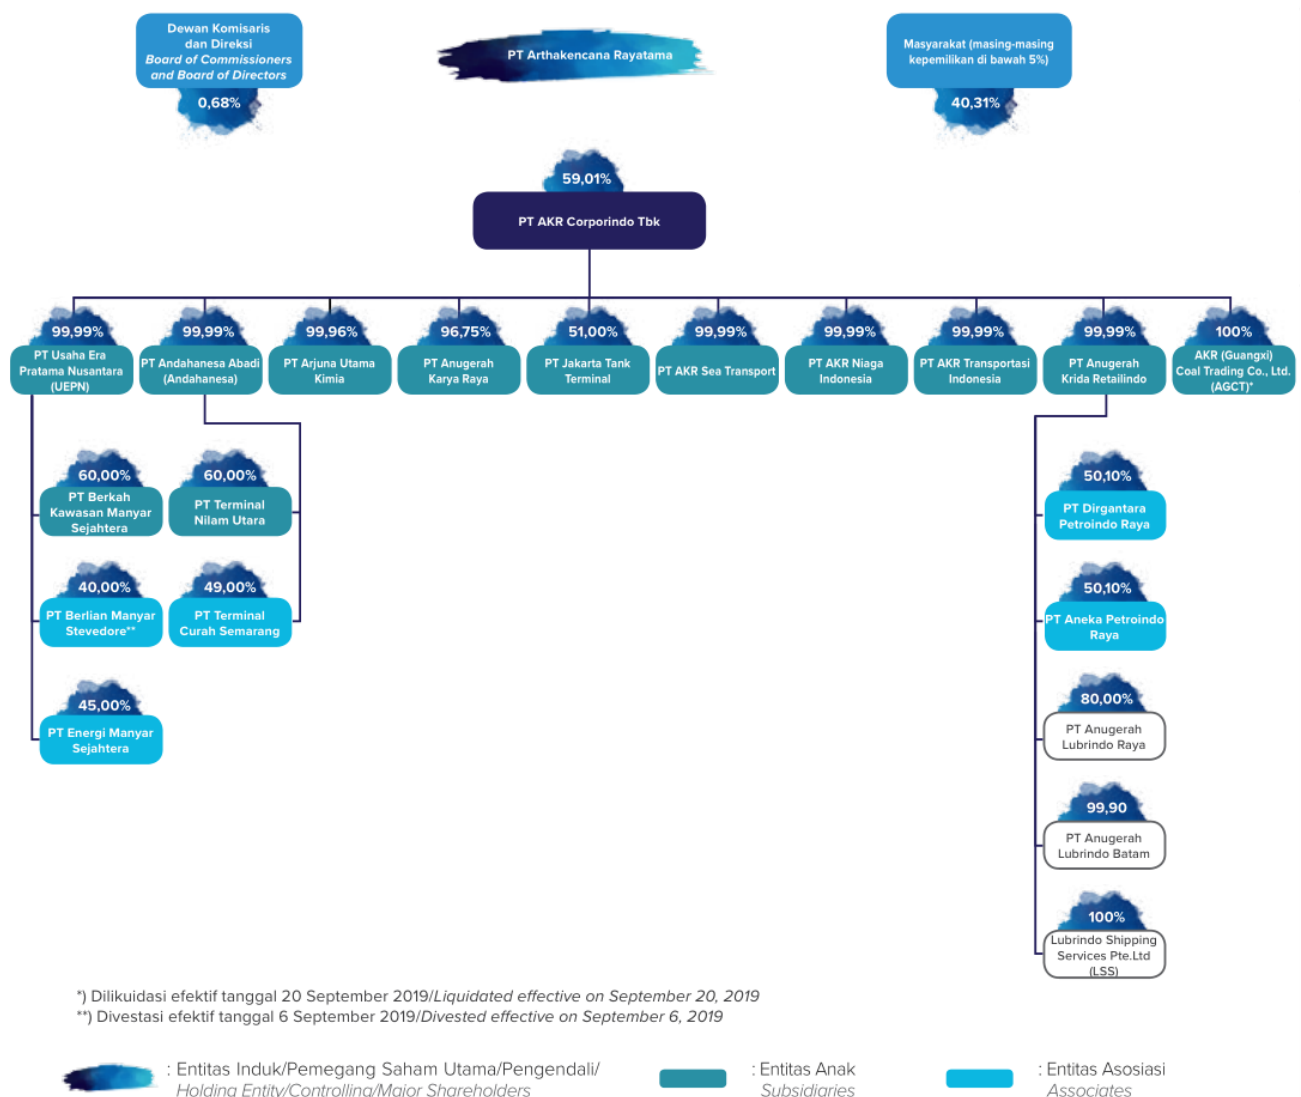 Dewan Komisaris
dan Direksi
Board of Commissioners
and Board of Directors
0,68%
PT Arthakencana Rayatama
Masyarakat (masing-masing
kepemilikan di bawah 5%)
40,31%
59,01%
PT AKR Corporindo Tbk
99,99%
PT Usaha Era
Pratama Nusantara
(UEPN)
99,99%
PT Andahanesa Abadi
(Andahanesa)
99,96%
PT Arjuna Utama
Kimia
96,75%
PT Anugerah
Karya Raya
51,00%
PT Jakarta Tank
Terminal
99,99%
PT AKR Sea Transport
99,99%
PT AKR Niaga
Indonesia
99,99%
PT AKR Transportasi
Indonesia
99,99%
PT Anugerah
Krida Retailindo
100%
AKR (Guangxi)
Coal Trading Co., Ltd.
(AGCT)*
60,00%
PT Berkah
Kawasan Manyar
Sejahtera
40,00%
PT Berlian Manyar
Stevedore**
45,00%
PT Energi Manyar
Sejahtera
60,00%
PT Terminal
Nilam Utara
49,00%
PT Terminal
Curah Semarang
50,10%
PT Dirgantara
Petroindo Raya
50,10%
PT Aneka Petroindo
Raya
80,00%
PT Anugerah
Lubrindo Raya
99,90
PT Anugerah
Lubrindo Batam
100%
Lubrindo Shipping
Services Pte.Ltd
(LSS)
*) Dilikuidasi efektif tanggal 20 September 2019/Liquidated effective on September 20, 2019
**) Divestasi efektif tanggal 6 September 2019/Divested effective on September 6, 2019
: Entitas Induk/Pemegang Saham Utama/Pengendali/
Holding Entity/Controlling/Major Shareholders
: Entitas Anak
Subsidiaries
: Entitas Asosiasi
Associates